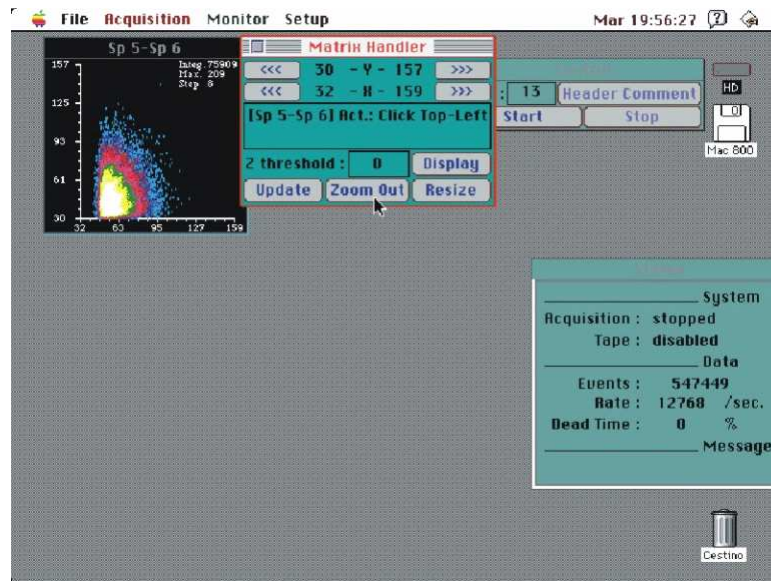 File Acquisition Monitor Setup Mar 19:56:27
Sp 5-Sp 6
157
Integ. 75909
Max. 209
Step 8
125
93
61
30
32 63 95 127 159
Matrix Handler
<<< 30 - Y - 157 >>>
<<< 32 - X - 159 >>>
[Sp 5-Sp 6] Act.: Click Top-Left
Z threshold : 0 Display
Update Zoom Out Resize
: 13 Header Comment
Start Stop
HD
Mac 800
System
Acquisition : stopped
Tape : disabled
Data
Events : 547449
Rate : 12768 /sec.
Dead Time : 0 %
Message
Cestino